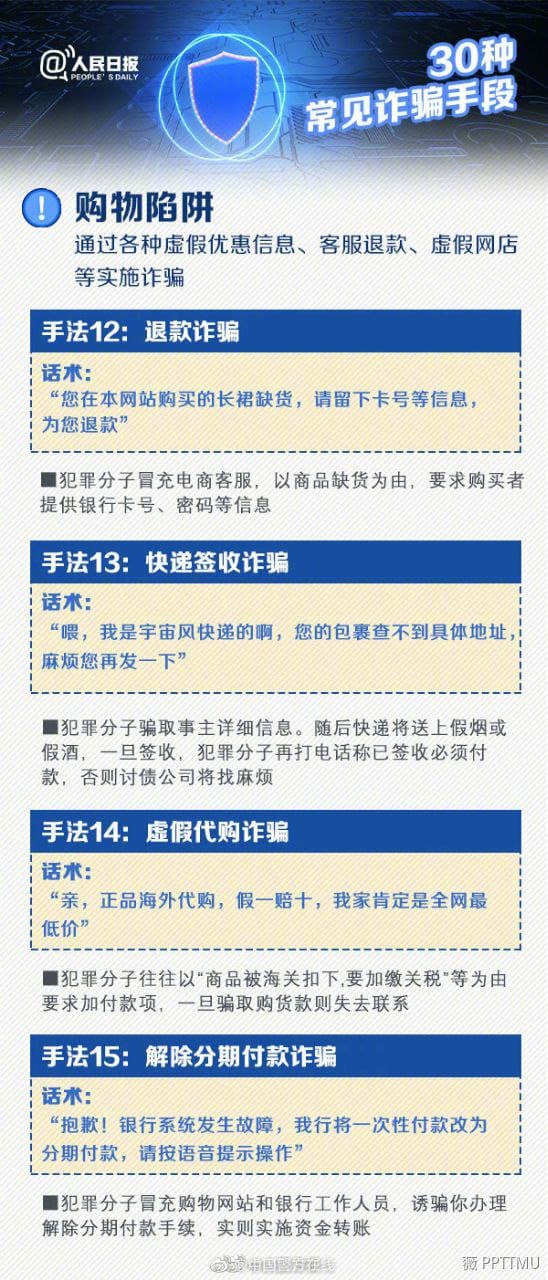 @人民日报
PEOPLE'S DAILY
30种
常见诈骗手段
! 购物陷阱
通过各种虚假优惠信息、客服退款、虚假网店
等实施诈骗
手法12：退款诈骗
话术：
“您在本网站购买的长裙缺货，请留下卡号等信息，
为您退款”
■犯罪分子冒充电商客服，以商品缺货为由，要求购买者
提供银行卡号、密码等信息
手法13：快递签收诈骗
话术：
“喂，我是宇宙风快递的啊，您的包裹查不到具体地址，
麻烦您再发一下”
■犯罪分子骗取事主详细信息。随后快递将送上假烟或
假酒，一旦签收，犯罪分子再打电话称已签收必须付
款，否则讨债公司将找麻烦
手法14：虚假代购诈骗
话术：
“亲，正品海外代购，假一赔十，我家肯定是全网最
低价”
■犯罪分子往往以“商品被海关扣下,要加缴关税”等为由
要求加付款项，一旦骗取购货款则失去联系
手法15：解除分期付款诈骗
话术：
“抱歉！银行系统发生故障，我行将一次性付款改为
分期付款，请按语音提示操作”
■犯罪分子冒充购物网站和银行工作人员，诱骗你办理
解除分期付款手续，实则实施资金转账
薇 PPTTMU